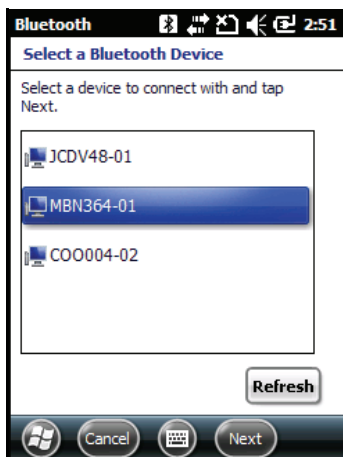 Bluetooth 2:51
Select a Bluetooth Device
Select a device to connect with and tap
Next.
JCDV48-01
MBN364-01
COO004-02
Refresh
Cancel Next